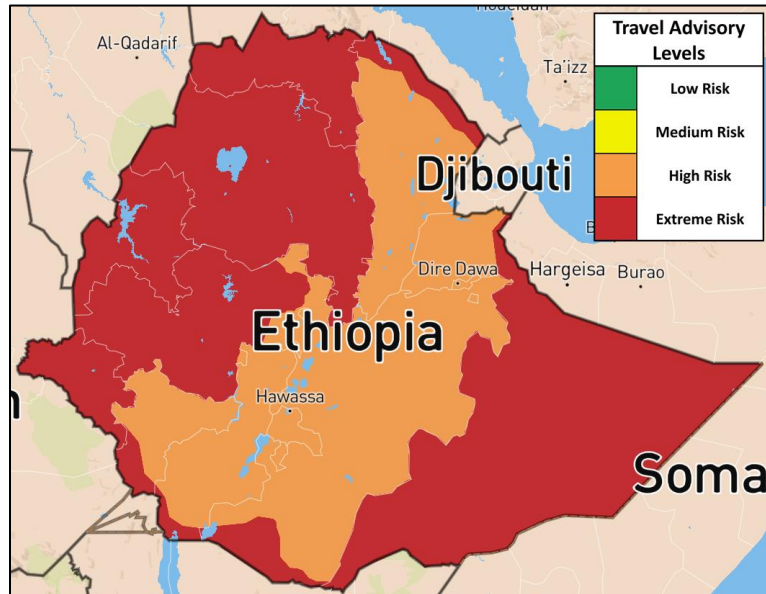 Al-Qadarif
Ta'izz
Travel Advisory
Levels
Low Risk
Medium Risk
High Risk
Extreme Risk
Djibouti
Dire Dawa
Hargeisa
Burao
Ethiopia
Hawassa
Soma